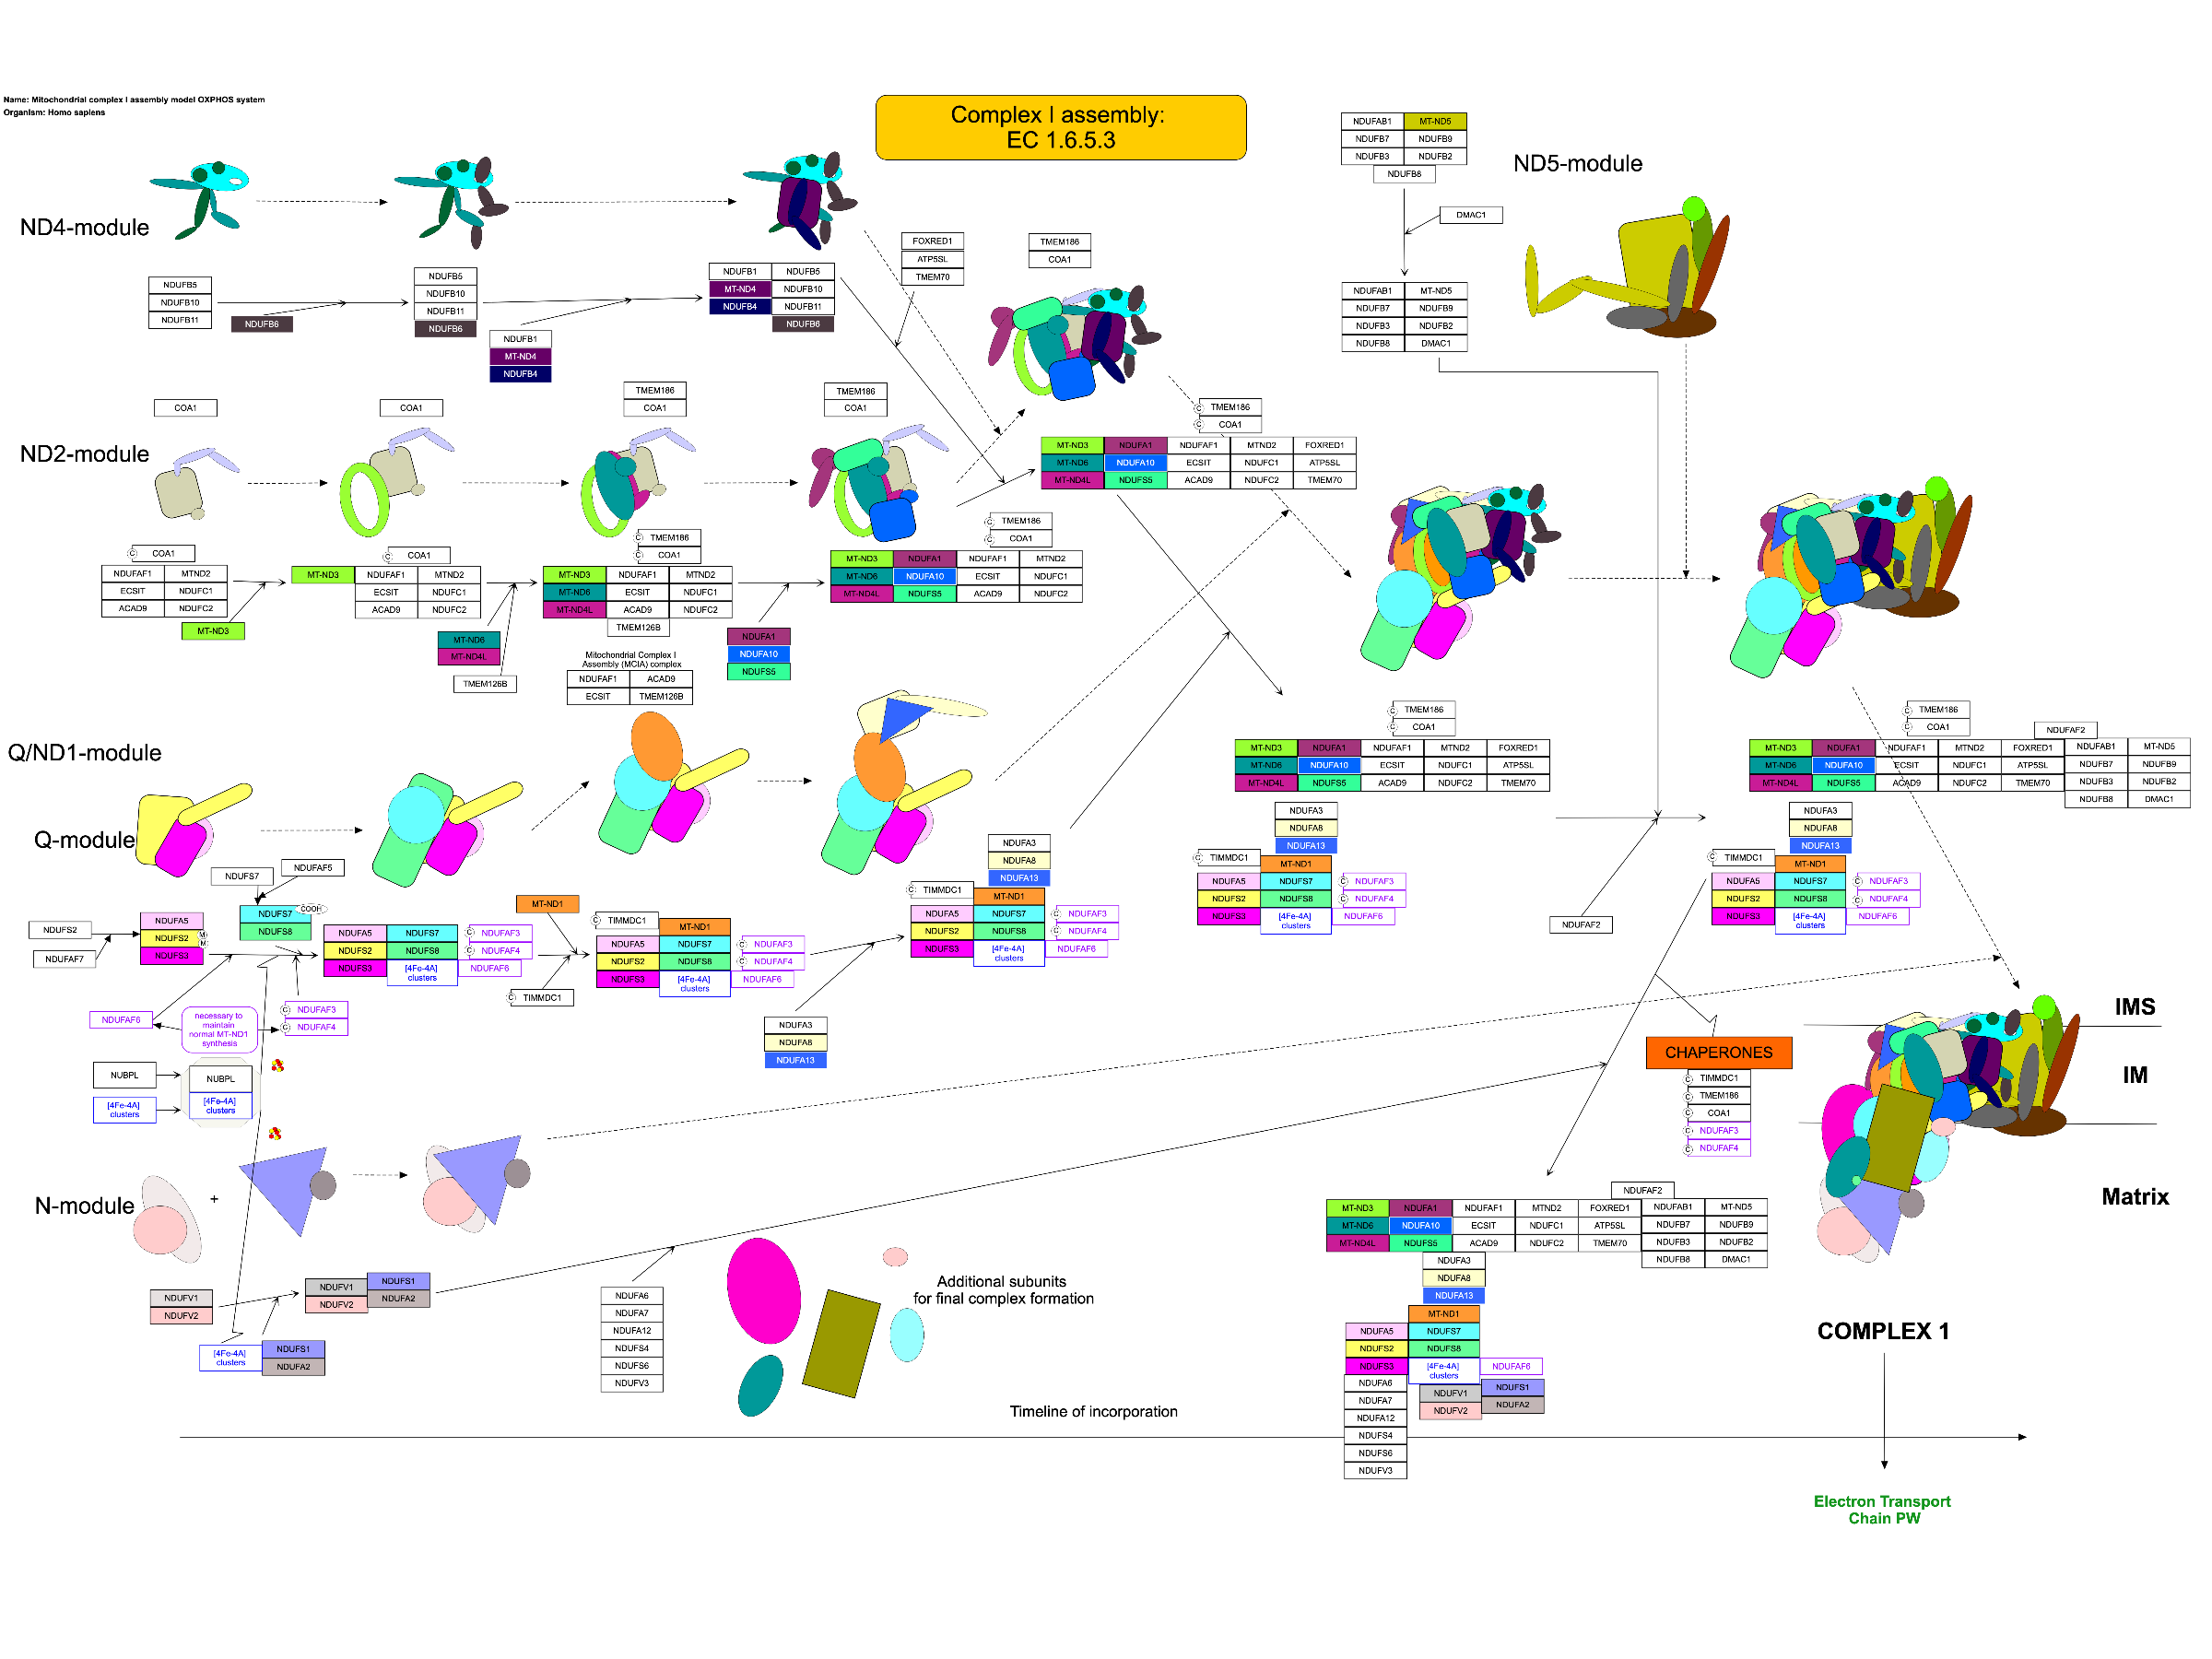 Name: Mitochondrial complex I assembly model OXPHOS system
Organism: Homo sapiens
Complex I assembly:
EC 1.6.5.3
ND4-module
NDUFB5
NDUFB10
NDUFB11
NDUFB6
NDUFB5
NDUFB10
NDUFB11
NDUFB6
NDUFB1
MT-ND4
NDUFB4
NDUFB1 NDUFB5
MT-ND4 NDUFB10
NDUFB4 NDUFB11
NDUFB6
FOXRED1
ATP5SL
TMEM70
TMEM186
COA1
ND5-module
NDUFAB1 MT-ND5
NDUFB7 NDUFB9
NDUFB3 NDUFB2
NDUFB8
DMAC1
NDUFAB1 MT-ND5
NDUFB7 NDUFB9
NDUFB3 NDUFB2
NDUFB8 DMAC1
ND2-module
COA1
COA1
TMEM186
COA1
TMEM186
COA1
C COA1
NDUFAF1 MTND2
ECSIT NDUFC1
ACAD9 NDUFC2
MT-ND3
C COA1
MT-ND3 NDUFAF1 MTND2
ECSIT NDUFC1
ACAD9 NDUFC2
MT-ND6
MT-ND4L
TMEM126B
C TMEM186
C COA1
MT-ND3 NDUFAF1 MTND2
MT-ND6 ECSIT NDUFC1
MT-ND4L ACAD9 NDUFC2
TMEM126B
Mitochondrial Complex I
Assembly (MCIA) complex
NDUFAF1 ACAD9
ECSIT TMEM126B
NDUFA1
NDUFA10
NDUFS5
C TMEM186
C COA1
MT-ND3 NDUFA1 NDUFAF1 MTND2
MT-ND6 NDUFA10 ECSIT NDUFC1
MT-ND4L NDUFS5 ACAD9 NDUFC2
C TMEM186
C COA1
MT-ND3 NDUFA1 NDUFAF1 MTND2 FOXRED1
MT-ND6 NDUFA10 ECSIT NDUFC1 ATP5SL
MT-ND4L NDUFS5 ACAD9 NDUFC2 TMEM70
Q/ND1-module
Q-module
NDUFS7
NDUFAF5
NDUFS2
NDUFAF7
NDUFA5
NDUFS2 M
M
NDUFS3
NDUFS7 COOH
NDUFS8
NDUFAF6
necessary to
maintain
normal MT-ND1
synthesis
C NDUFAF3
C NDUFAF4
NDUFA5 NDUFS7 C NDUFAF3
NDUFS2 NDUFS8 C NDUFAF4
NDUFS3 [4Fe-4A]
clusters NDUFAF6
MT-ND1
C TIMMDC1
C TIMMDC1 MT-ND1
NDUFA5 NDUFS7 C NDUFAF3
NDUFS2 NDUFS8 C NDUFAF4
NDUFS3 [4Fe-4A]
clusters NDUFAF6
NDUFA3
NDUFA8
NDUFA13
NDUFA3
NDUFA8
NDUFA13
C TIMMDC1 MT-ND1
NDUFA5 NDUFS7 C NDUFAF3
NDUFS2 NDUFS8 C NDUFAF4
NDUFS3 [4Fe-4A]
clusters NDUFAF6
C TMEM186
C COA1
MT-ND3 NDUFA1 NDUFAF1 MTND2 FOXRED1
MT-ND6 NDUFA10 ECSIT NDUFC1 ATP5SL
MT-ND4L NDUFS5 ACAD9 NDUFC2 TMEM70
NDUFA3
NDUFA8
NDUFA13
C TIMMDC1 MT-ND1
NDUFA5 NDUFS7 C NDUFAF3
NDUFS2 NDUFS8 C NDUFAF4
NDUFS3 [4Fe-4A]
clusters NDUFAF6
NDUFAF2
C TMEM186
C COA1
NDUFAF2
MT-ND3 NDUFA1 NDUFAF1 MTND2 FOXRED1 NDUFAB1 MT-ND5
MT-ND6 NDUFA10 ECSIT NDUFC1 ATP5SL NDUFB7 NDUFB9
MT-ND4L NDUFS5 ACAD9 NDUFC2 TMEM70 NDUFB3 NDUFB2
NDUFB8 DMAC1
NDUFA3
NDUFA8
NDUFA13
C TIMMDC1 MT-ND1
NDUFA5 NDUFS7 C NDUFAF3
NDUFS2 NDUFS8 C NDUFAF4
NDUFS3 [4Fe-4A]
clusters NDUFAF6
NUBPL
[4Fe-4A]
clusters
NUBPL
[4Fe-4A]
clusters
CHAPERONES
C TIMMDC1
C TMEM186
C COA1
C NDUFAF3
C NDUFAF4
IMS
IM
Matrix
N-module
+
NDUFV1
NDUFV2
[4Fe-4A]
clusters
NDUFS1
NDUFA2
NDUFV1 NDUFS1
NDUFV2 NDUFA2
NDUFA6
NDUFA7
NDUFA12
NDUFS4
NDUFS6
NDUFV3
Additional subunits
for final complex formation
NDUFAF2
MT-ND3 NDUFA1 NDUFAF1 MTND2 FOXRED1 NDUFAB1 MT-ND5
MT-ND6 NDUFA10 ECSIT NDUFC1 ATP5SL NDUFB7 NDUFB9
MT-ND4L NDUFS5 ACAD9 NDUFC2 TMEM70 NDUFB3 NDUFB2
NDUFB8 DMAC1
NDUFA3
NDUFA8
NDUFA13
MT-ND1
NDUFA5 NDUFS7
NDUFS2 NDUFS8
NDUFS3 [4Fe-4A]
clusters NDUFAF6
NDUFA6
NDUFA7
NDUFA12
NDUFS4
NDUFS6
NDUFV3
NDUFV1 NDUFS1
NDUFV2 NDUFA2
COMPLEX 1
Timeline of incorporation
Electron Transport
Chain PW